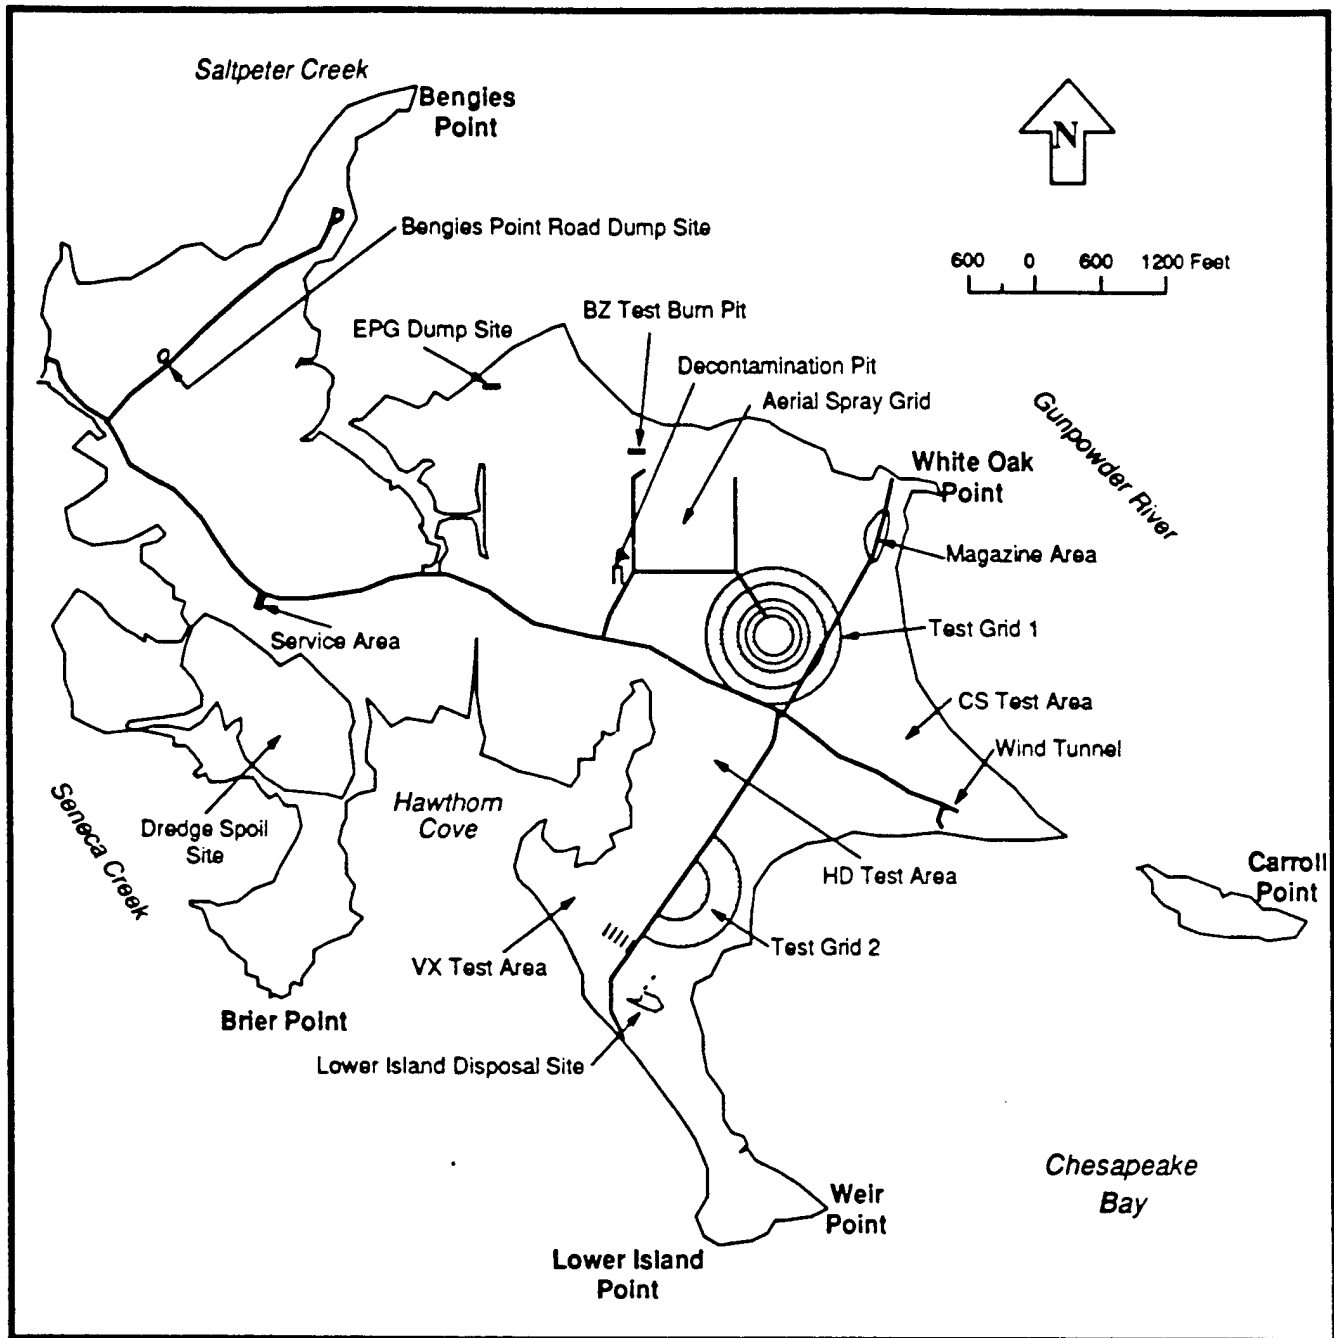 Saltpeter Creek
Bengies
Point
N
Bengies Point Road Dump Site
600 0 600 1200 Feet
BZ Test Burn Pit
EPG Dump Site
Decontamination Pit
Aerial Spray Grid
Gunpowder River
White Oak
Point
Magazine Area
Test Grid 1
Service Area
CS Test Area
Wind Tunnel
Seneca Creek
Hawthorn
Cove
Dredge Spoil
Site
HD Test Area
Carroll
Point
Test Grid 2
VX Test Area
Brier Point
Lower Island Disposal Site
Chesapeake
Bay
Weir
Point
Lower Island
Point